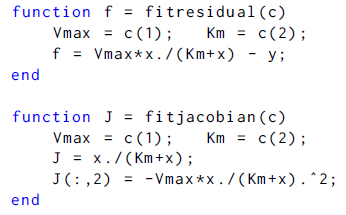 function f = fitresidual(c)
Vmax = c(1); Km = c(2);
f = Vmax*x./(Km+x) - y;
end
function J = fitjacobian(c)
Vmax = c(1); Km = c(2);
J = x./(Km+x);
J(:,2) = -Vmax*x./(Km+x).^2;
end